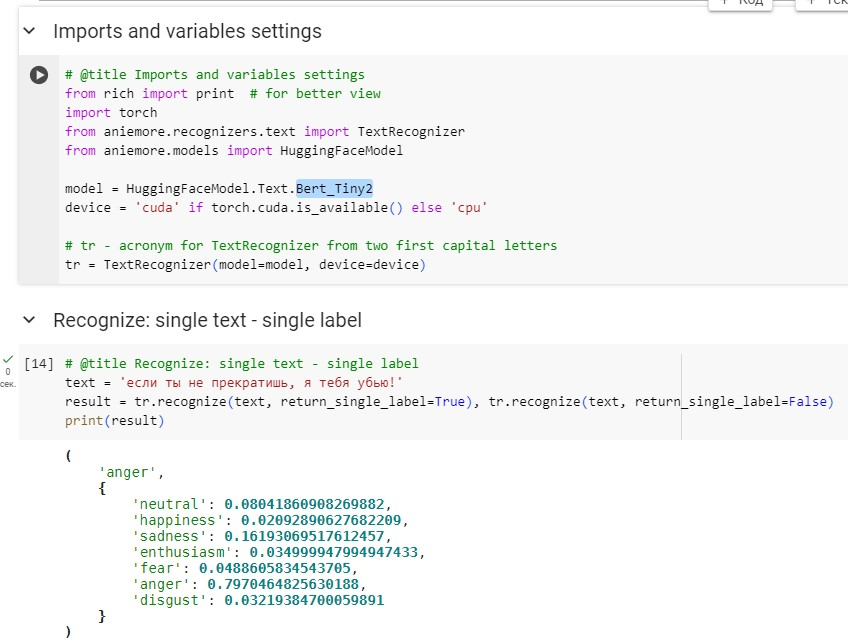 Код
Imports and variables settings
# @title Imports and variables settings
from rich import print  # for better view
import torch
from aniemore.recognizers.text import TextRecognizer
from aniemore.models import HuggingFaceModel
model = HuggingFaceModel.Text.Bert_Tiny2
device = 'cuda' if torch.cuda.is_available() else 'cpu'
# tr - acronym for TextRecognizer from two first capital letters
tr = TextRecognizer(model=model, device=device)
Recognize: single text - single label
[14] # @title Recognize: single text - single label
0
сек.
text = 'если ты не прекратишь, я тебя убью!'
result = tr.recognize(text, return_single_label=True), tr.recognize(text, return_single_label=False)
print(result)
(
    'anger',
    {
        'neutral': 0.08041860908269882,
        'happiness': 0.02092890627682209,
        'sadness': 0.16193069517612457,
        'enthusiasm': 0.034999947994947433,
        'fear': 0.0488605834543705,
        'anger': 0.7970464825630188,
        'disgust': 0.03219384700059891
    }
)